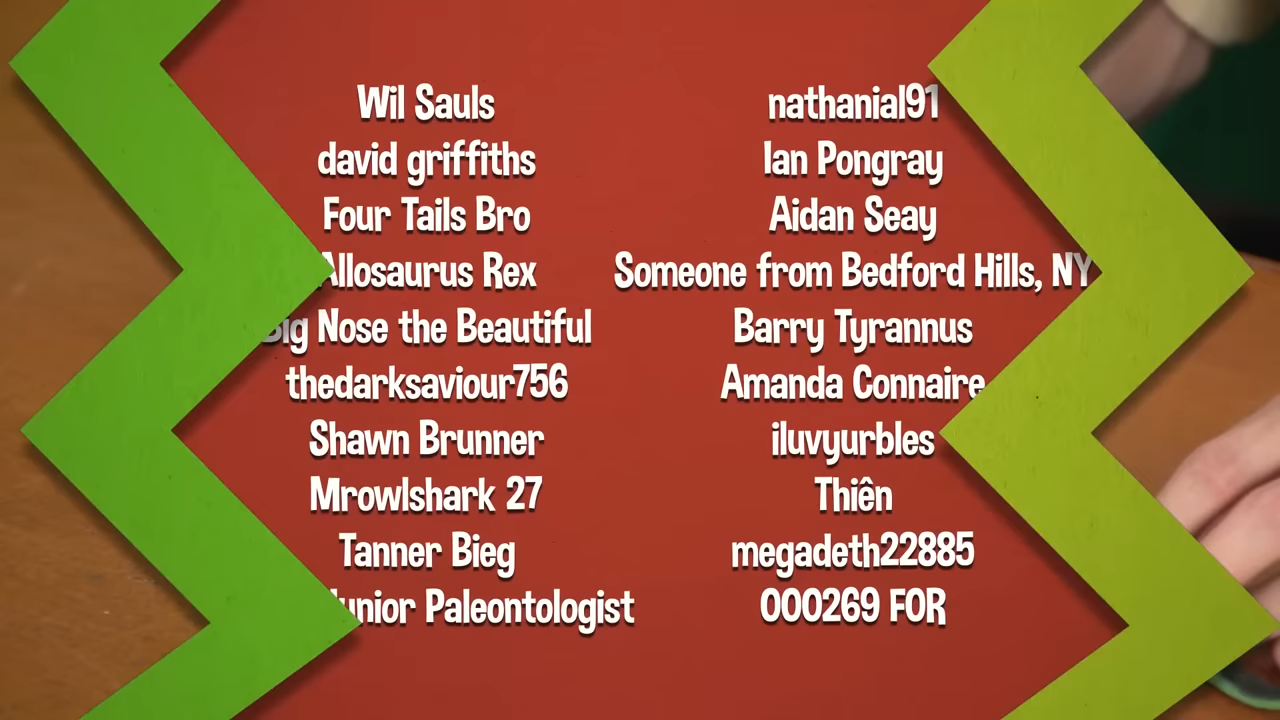 Wil Sauls
david griffiths
Four Tails Bro
Allosaurus Rex
Big Nose the Beautiful
thedarksaviour756
Shawn Brunner
Mrowlshark 27
Tanner Bieg
Junior Paleontologist
nathanial91
Ian Pongray
Aidan Seay
Someone from Bedford Hills, NY
Barry Tyrannus
Amanda Connaire
iluvyurbles
Thiên
megadeth22885
000269 FOR